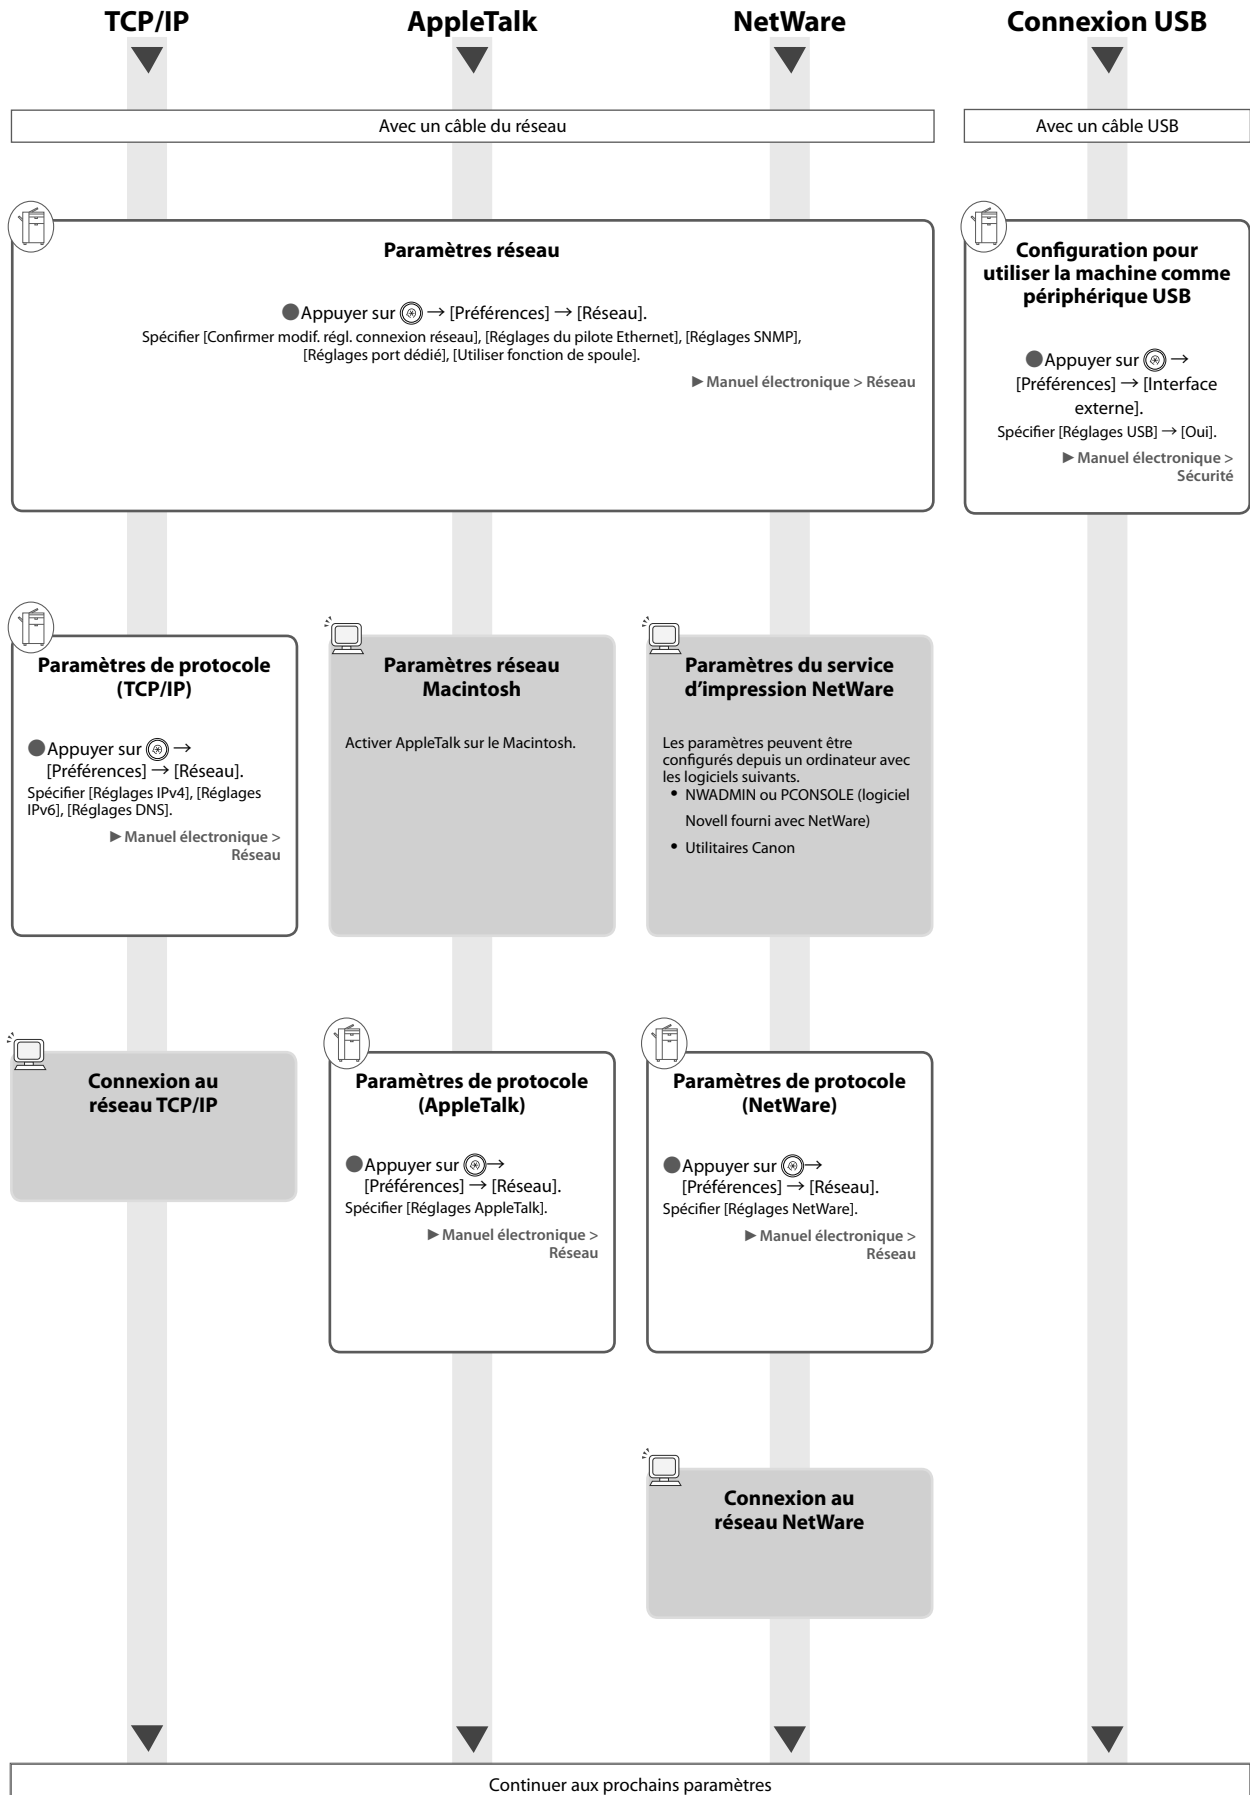 TCP/IP
AppleTalk
NetWare
Connexion USB
Avec un câble du réseau
Avec un câble USB
Paramètres réseau
●Appuyer sur → [Préférences] → [Réseau].
Spécifier [Confirmer modif. régl. connexion réseau], [Réglages du pilote Ethernet], [Réglages SNMP],
[Réglages port dédié], [Utiliser fonction de spoule].
►Manuel électronique > Réseau
Configuration pour
utiliser la machine comme
périphérique USB
●Appuyer sur →
[Préférences] → [Interface
externe].
Spécifier [Réglages USB] → [Oui].
►Manuel électronique >
Sécurité
Paramètres de protocole
(TCP/IP)
●Appuyer sur →
[Préférences] → [Réseau].
Spécifier [Réglages IPv4], [Réglages
IPv6], [Réglages DNS].
►Manuel électronique >
Réseau
Paramètres réseau
Macintosh
Activer AppleTalk sur le Macintosh.
Paramètres du service
d’impression NetWare
Les paramètres peuvent être
configurés depuis un ordinateur avec
les logiciels suivants.
• NWADMIN ou PCONSOLE (logiciel
Novell fourni avec NetWare)
• Utilitaires Canon
Connexion au
réseau TCP/IP
Paramètres de protocole
(AppleTalk)
●Appuyer sur →
[Préférences] → [Réseau].
Spécifier [Réglages AppleTalk].
►Manuel électronique >
Réseau
Paramètres de protocole
(NetWare)
●Appuyer sur →
[Préférences] → [Réseau].
Spécifier [Réglages NetWare].
►Manuel électronique >
Réseau
Connexion au
réseau NetWare
Continuer aux prochains paramètres